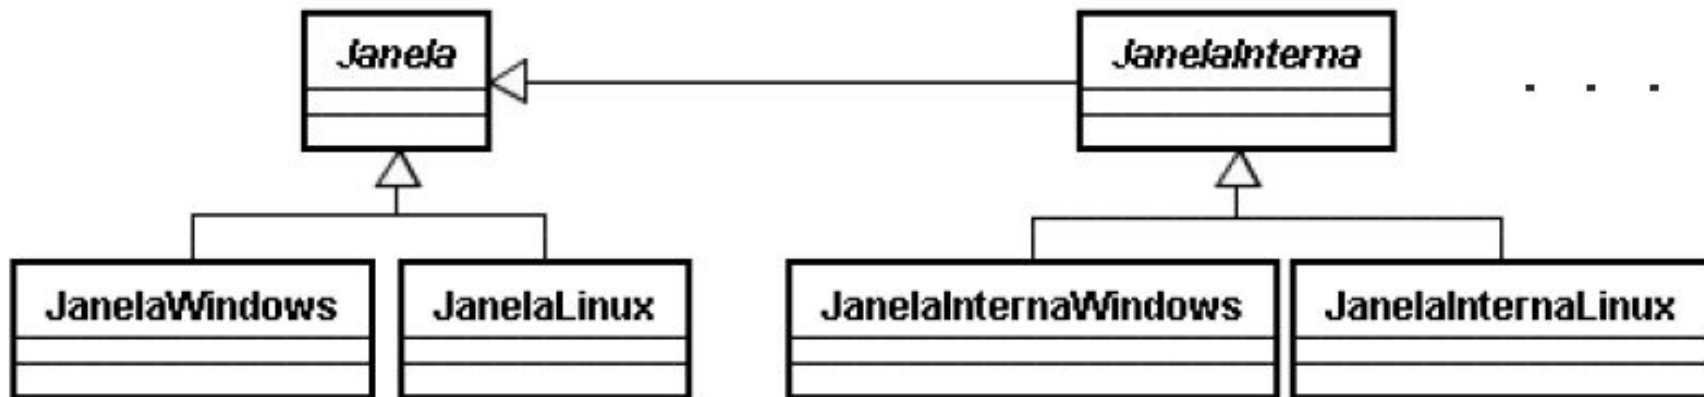 Janela
JanelaInterna
. . .
JanelaWindows
JanelaLinux
JanelaInternaWindows
JanelaInternaLinux